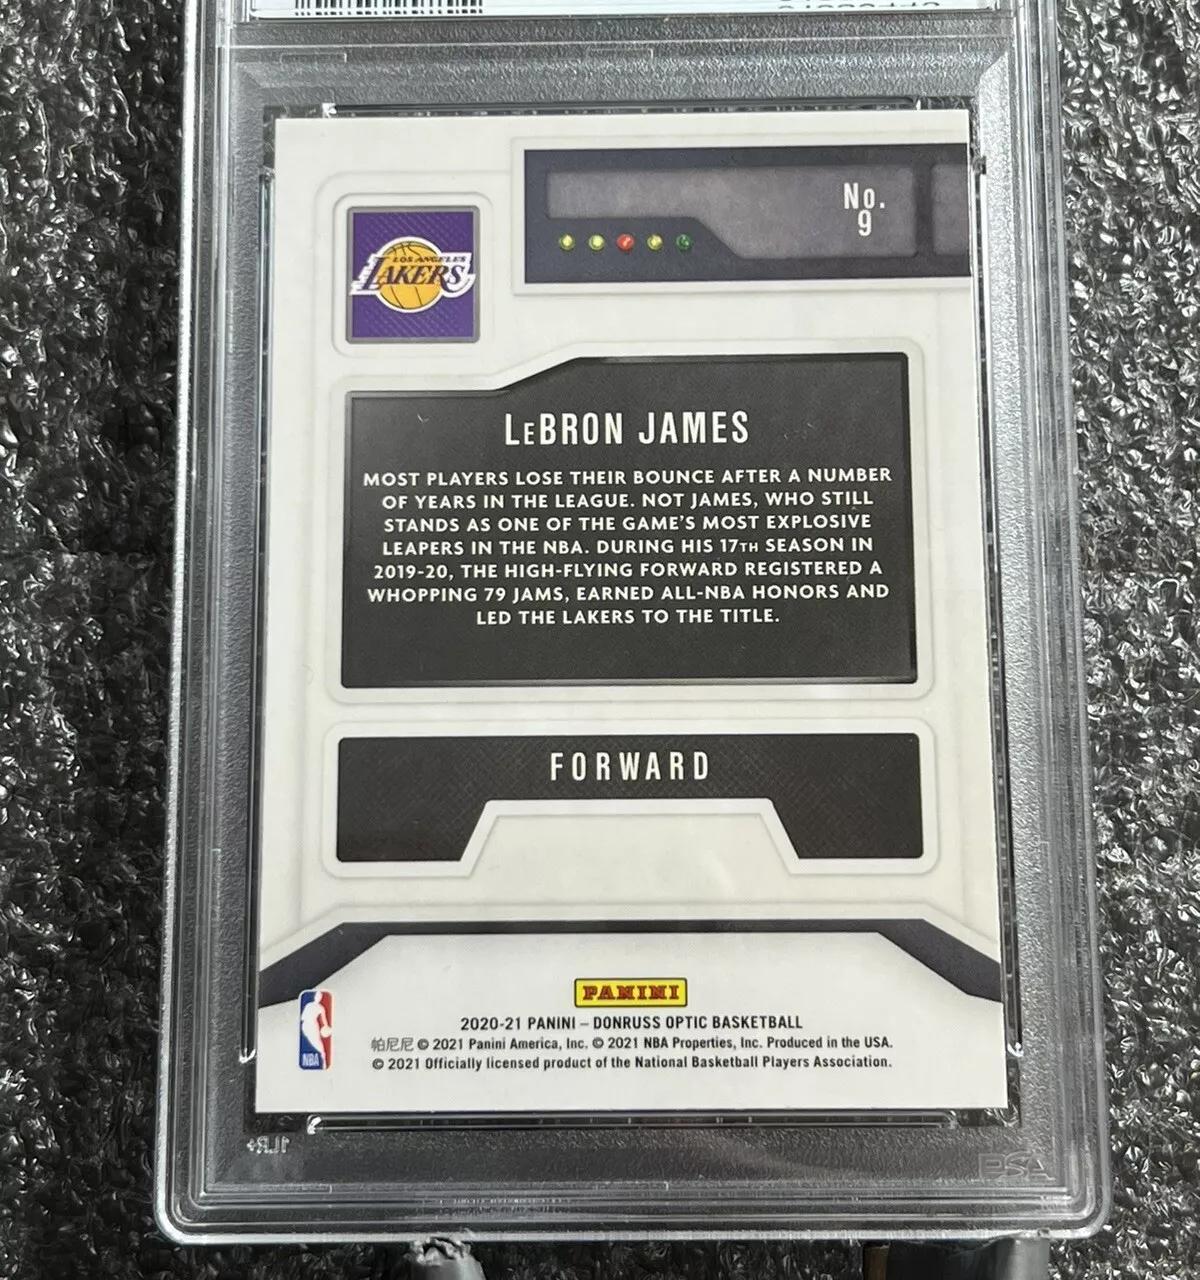 No.
9
LOS ANGELES
LAKERS
LeBRON JAMES
MOST PLAYERS LOSE THEIR BOUNCE AFTER A NUMBER
OF YEARS IN THE LEAGUE. NOT JAMES, WHO STILL
STANDS AS ONE OF THE GAME'S MOST EXPLOSIVE
LEAPERS IN THE NBA. DURING HIS 17TH SEASON IN
2019-20, THE HIGH-FLYING FORWARD REGISTERED A
WHOPPING 79 JAMS, EARNED ALL-NBA HONORS AND
LED THE LAKERS TO THE TITLE.
FORWARD
PANINI
2020-21 PANINI – DONRUSS OPTIC BASKETBALL
帕尼尼 © 2021 Panini America, Inc. © 2021 NBA Properties, Inc. Produced in the USA.
© 2021 Officially licensed product of the National Basketball Players Association.
NBA
1LR+
PSA